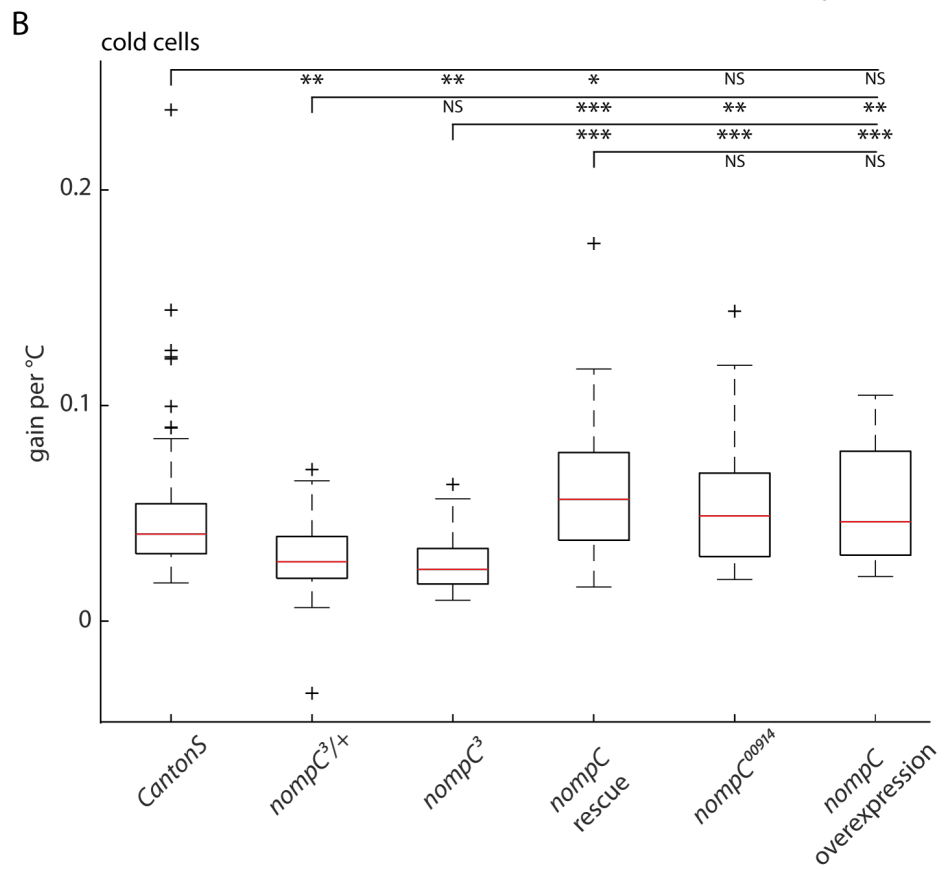 B
cold cells
** ** * NS NS
NS *** ** **
*** *** ***
NS NS
0.2
0.1
0
gain per °C
CantonS
nompC³/+
nompC³
nompC
rescue
nompC⁰⁰⁹¹⁴
nompC
overexpression